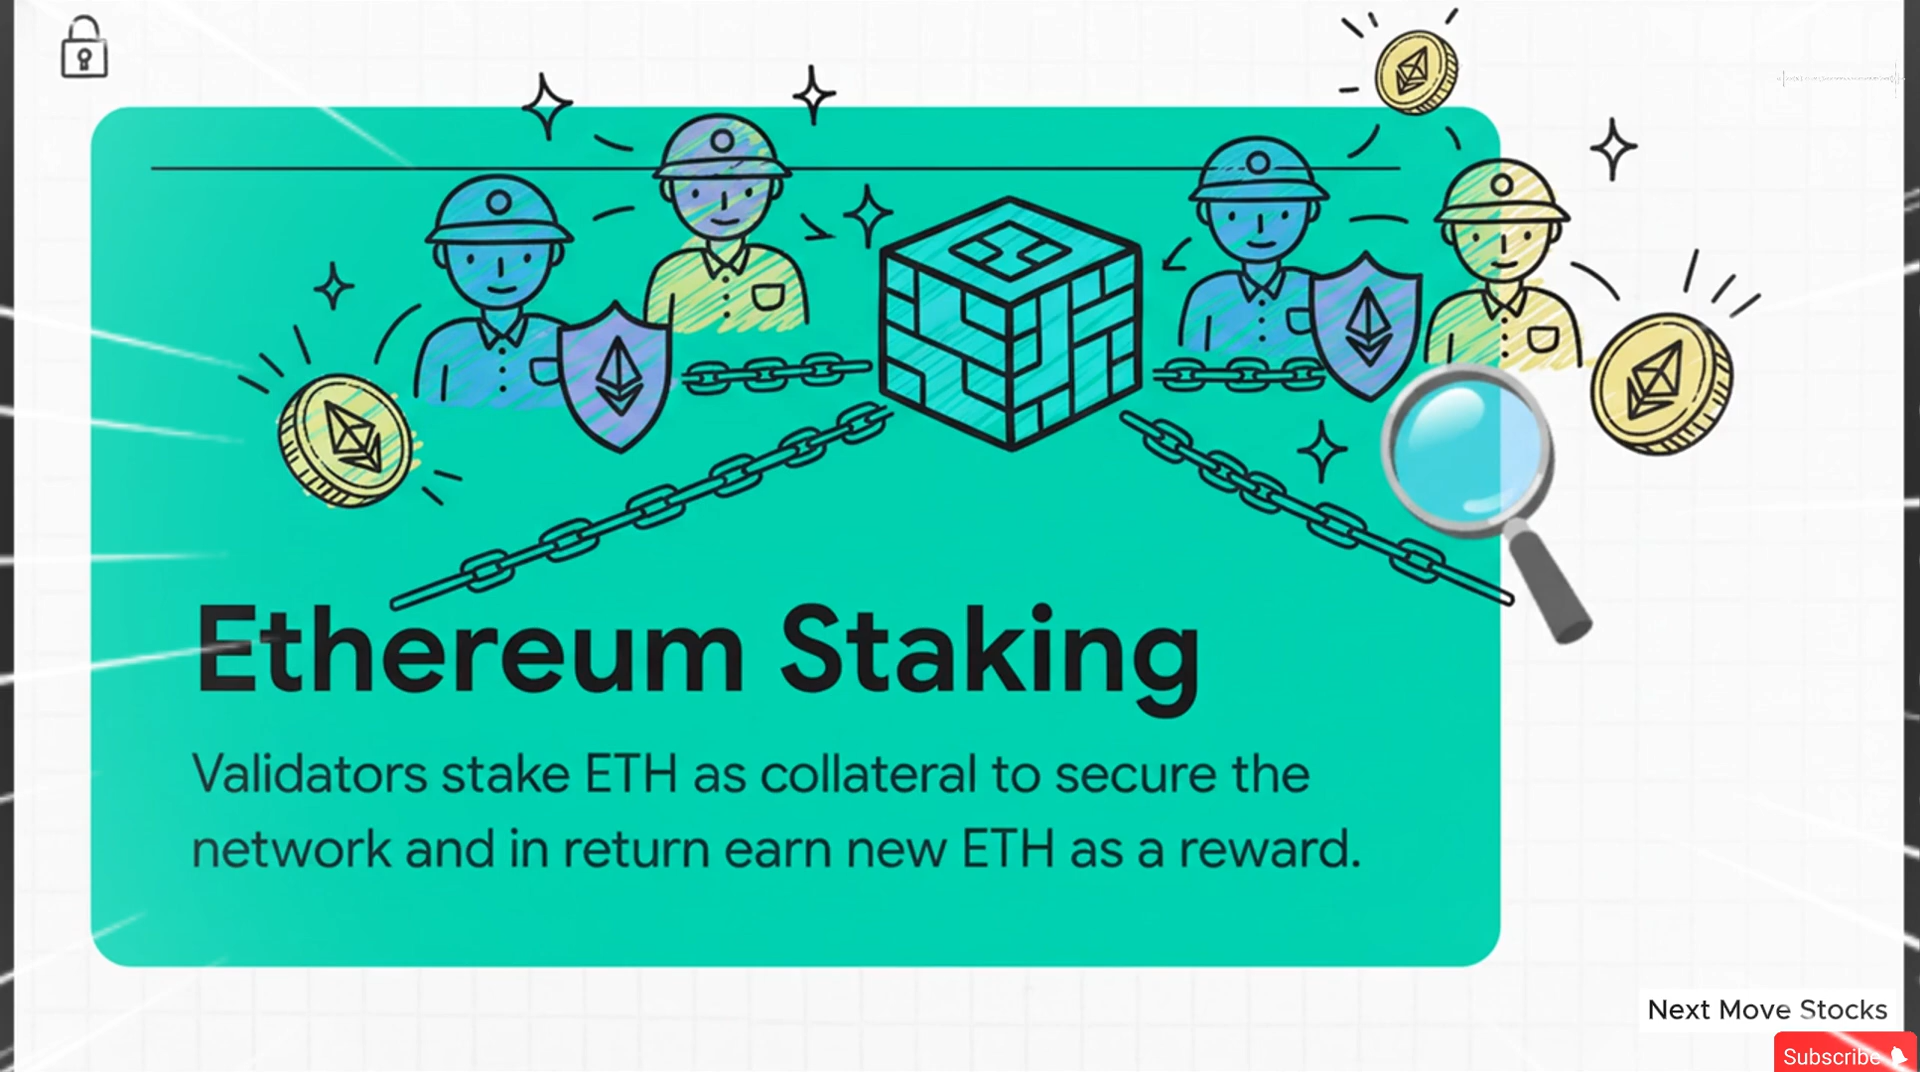 Ethereum Staking
Validators stake ETH as collateral to secure the
network and in return earn new ETH as a reward.
Next Move Stocks
Subscribe